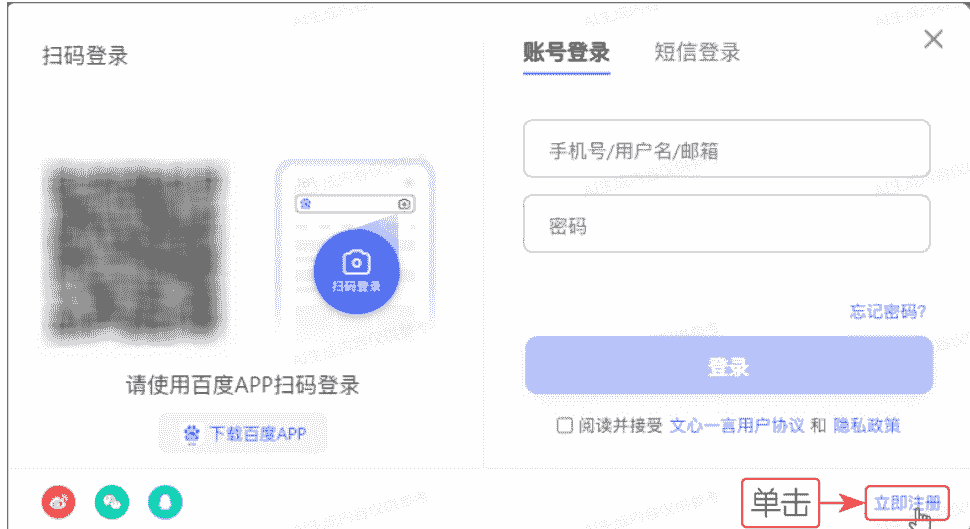 扫码登录
扫码登录
请使用百度APP扫码登录
下载百度APP
账号登录 短信登录
手机号/用户名/邮箱
密码
忘记密码?
登录
阅读并接受 文心一言用户协议 和 隐私政策
单击 立即注册